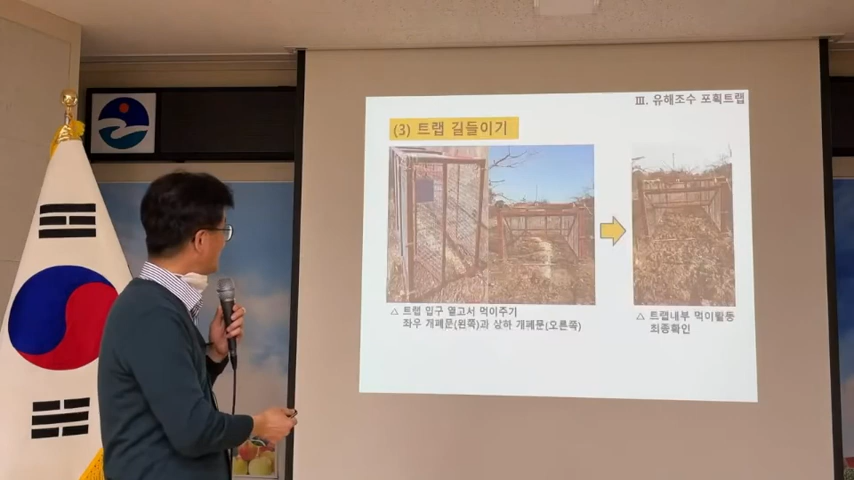 Ⅲ. 유해조수 포획트랩
(3) 트랩 길들이기
△ 트랩 입구 열고서 먹이주기
좌우 개폐문(왼쪽)과 상하 개폐문(오른쪽)
△ 트랩내부 먹이활동
최종확인